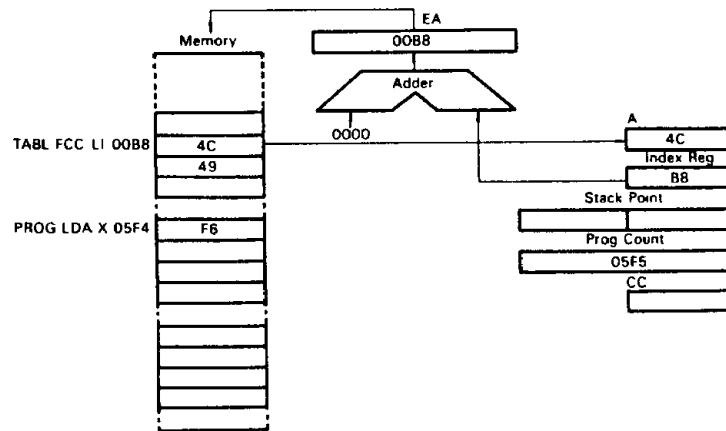 EA
Memory
00B8
Adder
A
0000
TABL FCC LI 00B8
4C
4C
49
Index Reg
B8
Stack Point
PROG LDA X 05F4
F6
Prog Count
05F5
CC